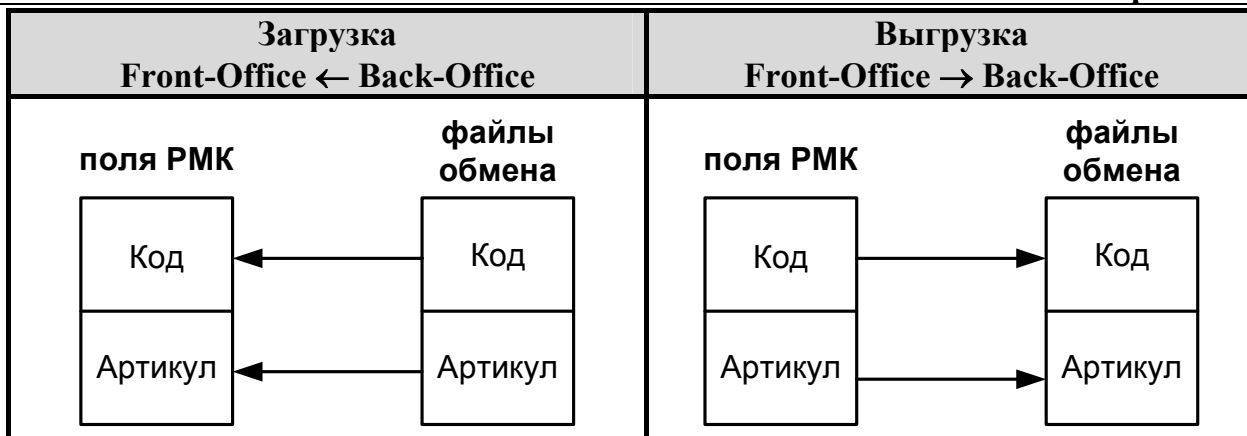 Загрузка
Front-Office ← Back-Office
Выгрузка
Front-Office → Back-Office
поля РМК
файлы
обмена
Код
Код
Артикул
Артикул
поля РМК
файлы
обмена
Код
Код
Артикул
Артикул